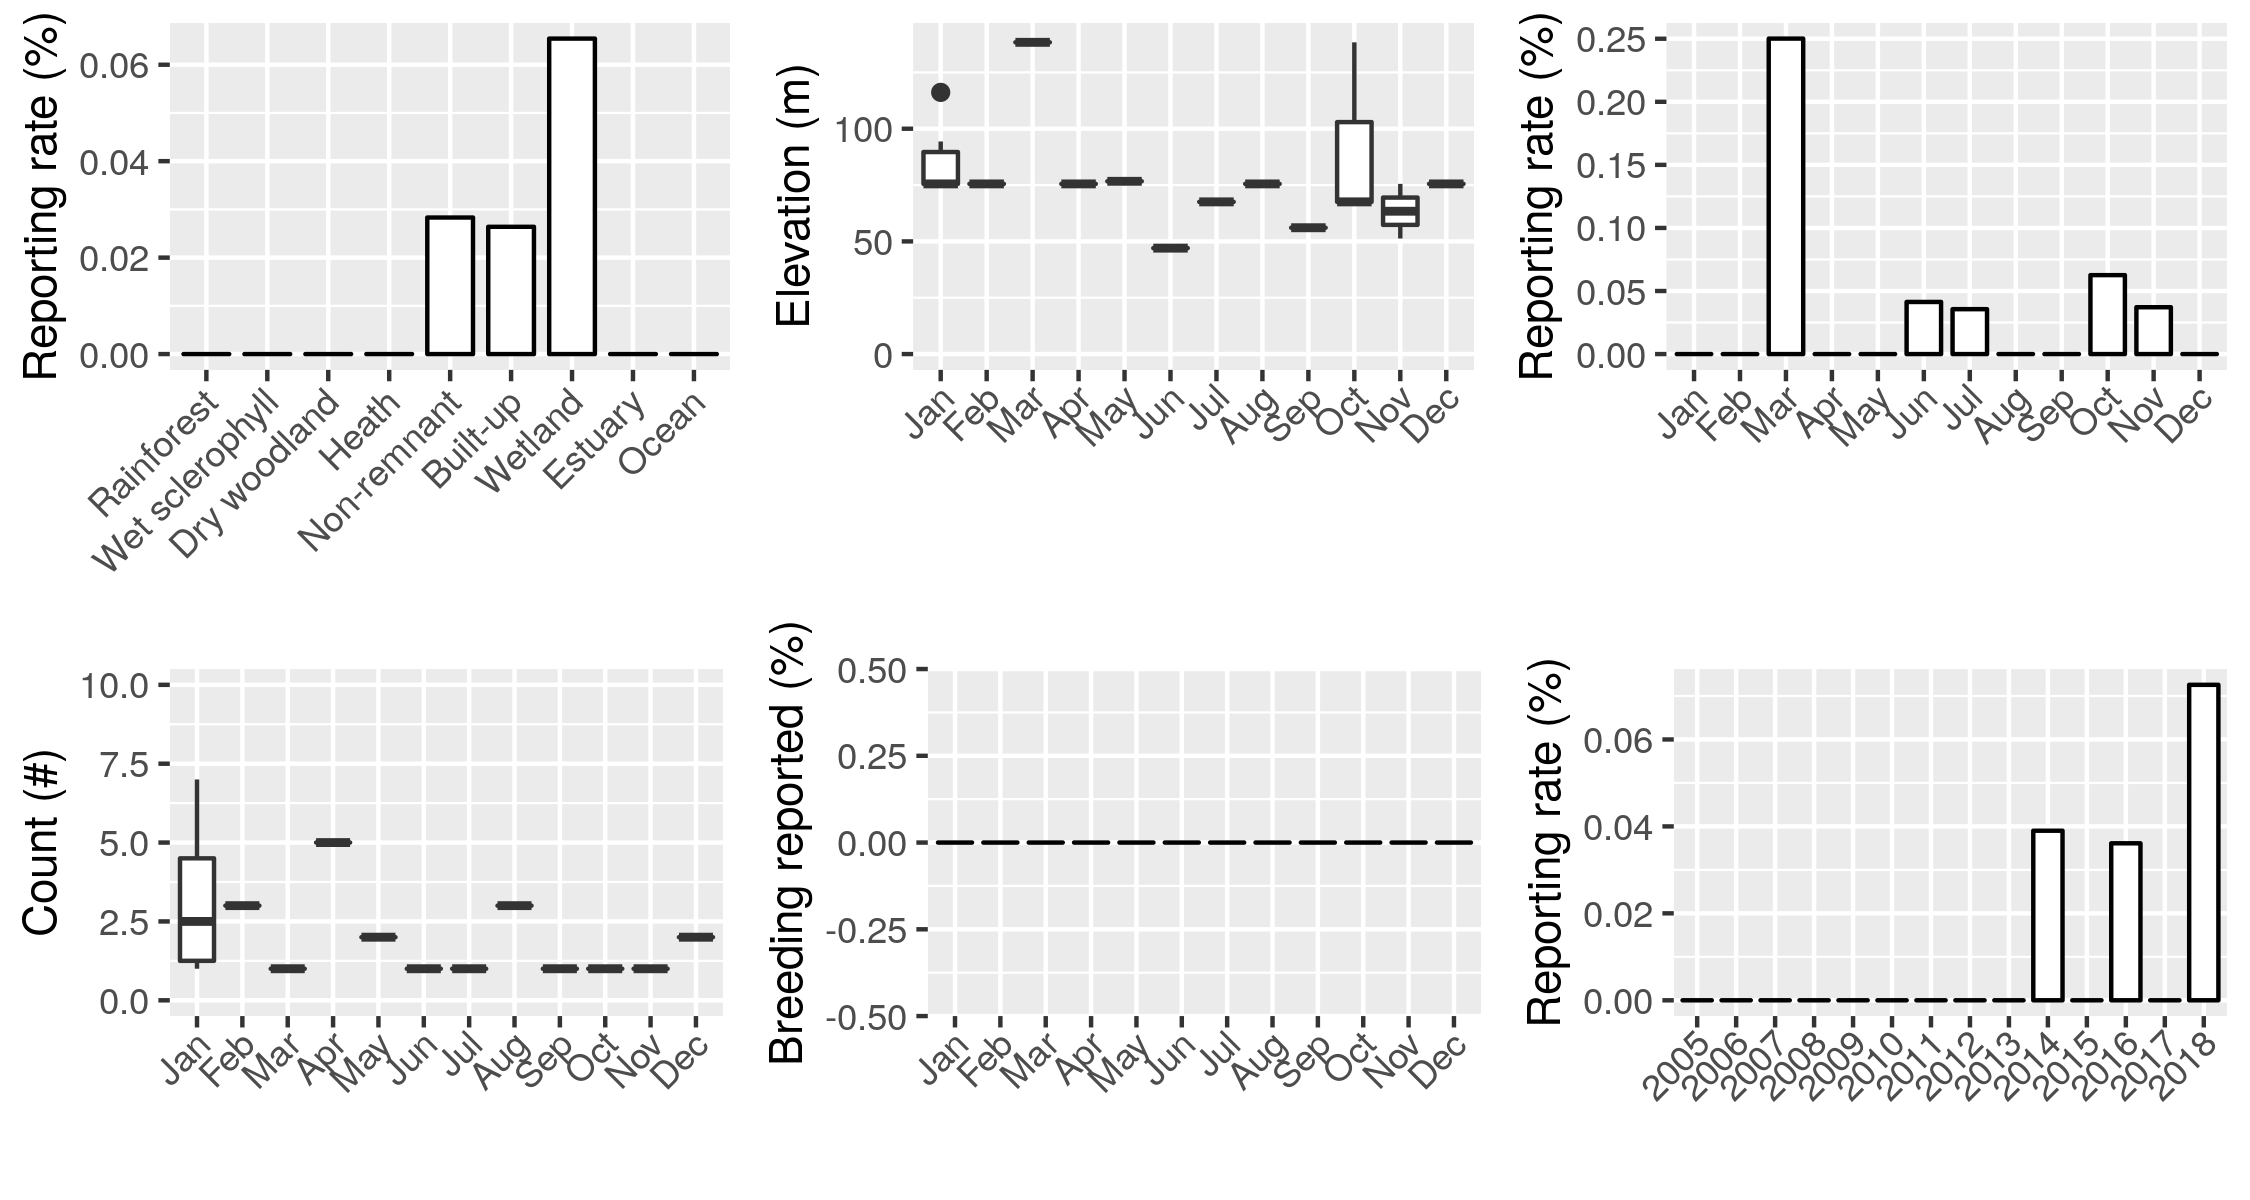 Reporting rate (%)
0.06
0.04
0.02
0.00
Rainforest
Wet sclerophyll
Dry woodland
Heath
Non-remnant
Built-up
Wetland
Estuary
Ocean
Elevation (m)
100
50
0
Jan
Feb
Mar
Apr
May
Jun
Jul
Aug
Sep
Oct
Nov
Dec
Reporting rate (%)
0.25
0.20
0.15
0.10
0.05
0.00
Jan
Feb
Mar
Apr
May
Jun
Jul
Aug
Sep
Oct
Nov
Dec
Count (#)
10.0
7.5
5.0
2.5
0.0
Jan
Feb
Mar
Apr
May
Jun
Jul
Aug
Sep
Oct
Nov
Dec
Breeding reported (%)
0.50
0.25
0.00
-0.25
-0.50
Jan
Feb
Mar
Apr
May
Jun
Jul
Aug
Sep
Oct
Nov
Dec
Reporting rate (%)
0.06
0.04
0.02
0.00
2005
2006
2007
2008
2009
2010
2011
2012
2013
2014
2015
2016
2017
2018